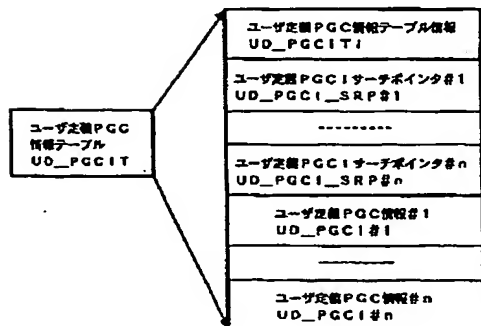 ユーザ定義PGC
情報テーブル
UD_PGCIT
ユーザ定義PGC情報テーブル情報
UD_PGCITI
ユーザ定義PGCIサーチポインタ#1
UD_PGCI_SRP#1
ユーザ定義PGCIサーチポインタ#n
UD_PGCI_SRP#n
ユーザ定義PGC情報#1
UD_PGCI#1
ユーザ定義PGC情報#n
UD_PGCI#n